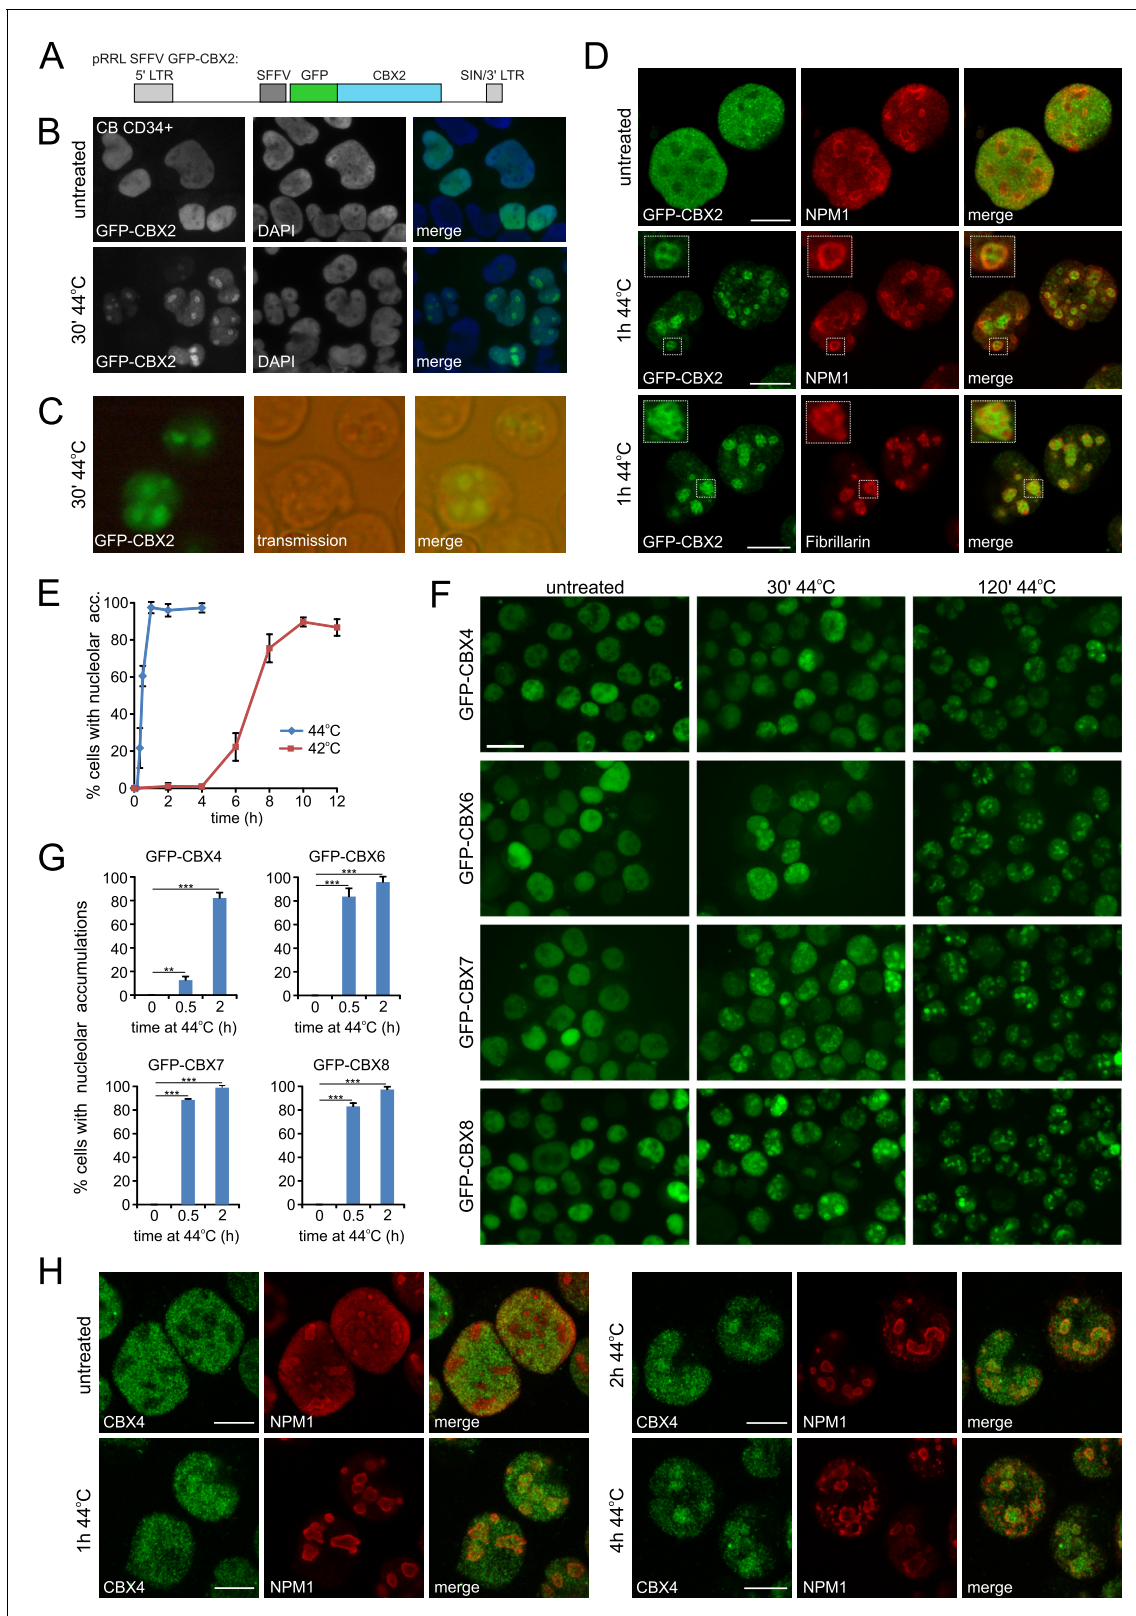 A
pRRL SFFV GFP-CBX2:
5' LTR SFFV GFP CBX2 SIN/3' LTR
B
untreated
CB CD34+
GFP-CBX2 DAPI merge
30' 44°C
GFP-CBX2 DAPI merge
C
30' 44°C
GFP-CBX2 transmission merge
D
untreated
GFP-CBX2 NPM1 merge
1h 44°C
GFP-CBX2 NPM1 merge
1h 44°C
GFP-CBX2 Fibrillarin merge
E
% cells with nucleolar acc.
100
80
60
40
20
0
0 2 4 6 8 10 12
time (h)
44°C
42°C
F
untreated 30' 44°C 120' 44°C
GFP-CBX4
GFP-CBX6
GFP-CBX7
GFP-CBX8
G
% cells with nucleolar accumulations
GFP-CBX4
100
80
60
40
20
0
***
**
0 0.5 2
time at 44°C (h)
GFP-CBX6
100
80
60
40
20
0
***
***
0 0.5 2
time at 44°C (h)
GFP-CBX7
100
80
60
40
20
0
***
***
0 0.5 2
time at 44°C (h)
GFP-CBX8
100
80
60
40
20
0
***
***
0 0.5 2
time at 44°C (h)
H
untreated
CBX4 NPM1 merge
1h 44°C
CBX4 NPM1 merge
2h 44°C
CBX4 NPM1 merge
4h 44°C
CBX4 NPM1 merge